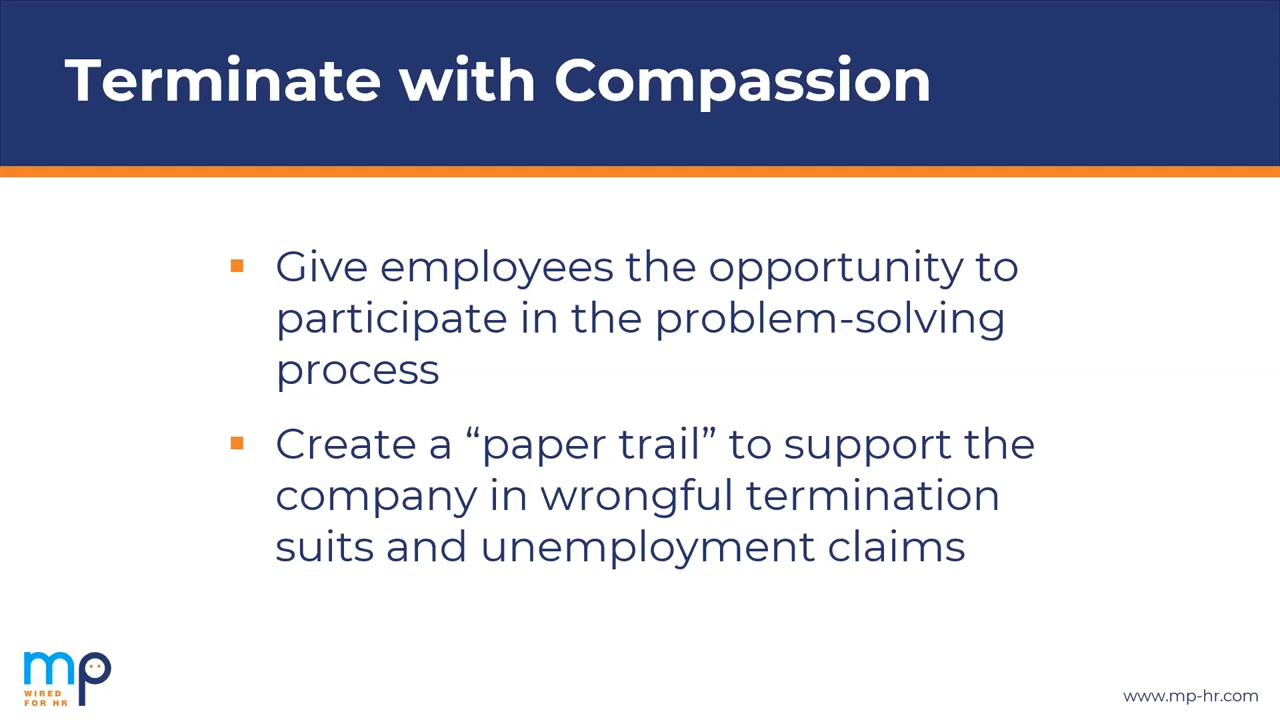 Terminate with Compassion
▪ Give employees the opportunity to
participate in the problem-solving
process
▪ Create a “paper trail” to support the
company in wrongful termination
suits and unemployment claims
mp
WIRED
FOR HR
www.mp-hr.com